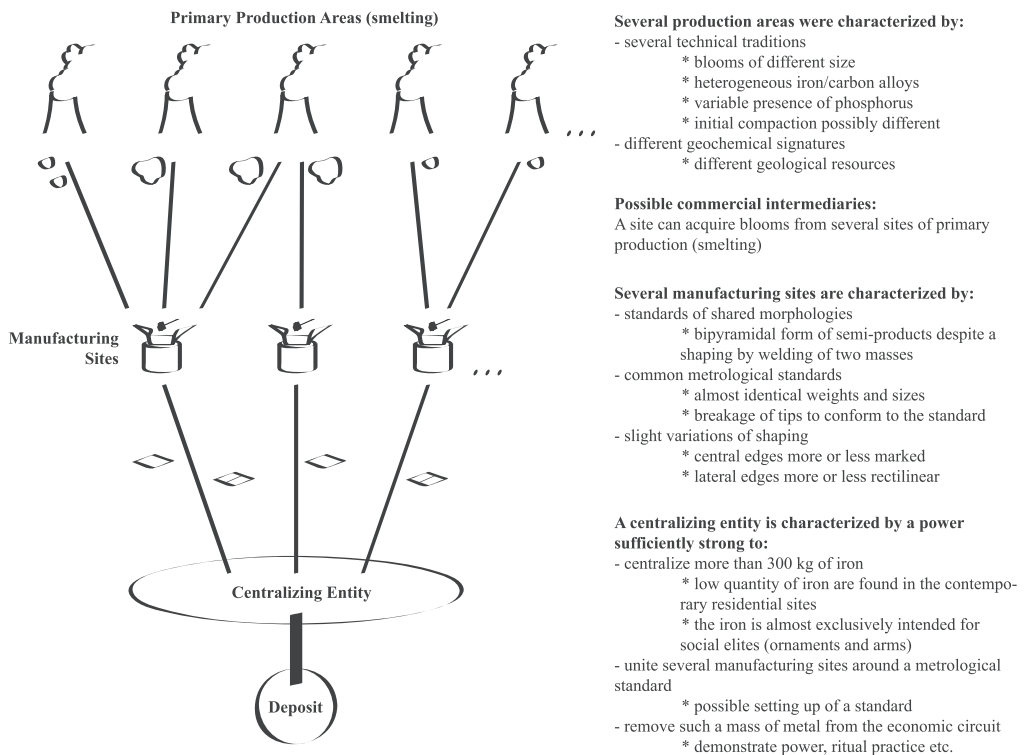 Primary Production Areas (smelting)
. . .
Manufacturing
Sites
. . .
Centralizing Entity
Deposit
Several production areas were characterized by:
- several technical traditions
* blooms of different size
* heterogeneous iron/carbon alloys
* variable presence of phosphorus
* initial compaction possibly different
- different geochemical signatures
* different geological resources
Possible commercial intermediaries:
A site can acquire blooms from several sites of primary
production (smelting)
Several manufacturing sites are characterized by:
- standards of shared morphologies
* bipyramidal form of semi-products despite a
shaping by welding of two masses
- common metrological standards
* almost identical weights and sizes
* breakage of tips to conform to the standard
- slight variations of shaping
* central edges more or less marked
* lateral edges more or less rectilinear
A centralizing entity is characterized by a power
sufficiently strong to:
- centralize more than 300 kg of iron
* low quantity of iron are found in the contempo-
rary residential sites
* the iron is almost exclusively intended for
social elites (ornaments and arms)
- unite several manufacturing sites around a metrological
standard
* possible setting up of a standard
- remove such a mass of metal from the economic circuit
* demonstrate power, ritual practice etc.